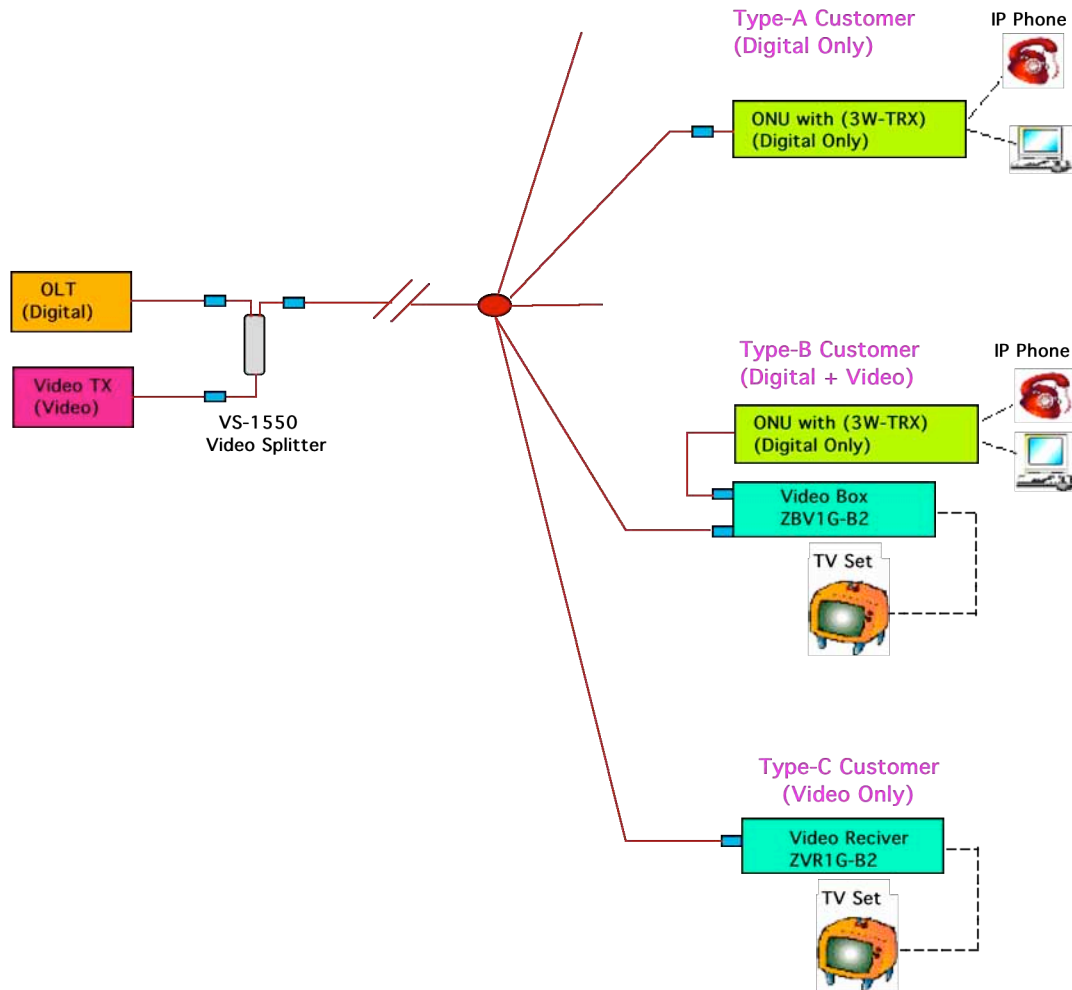 Type-A Customer
(Digital Only)
IP Phone
ONU with (3W-TRX)
(Digital Only)
OLT
(Digital)
Video TX
(Video)
VS-1550
Video Splitter
Type-B Customer
(Digital + Video)
IP Phone
ONU with (3W-TRX)
(Digital Only)
Video Box
ZBV1G-B2
TV Set
Type-C Customer
(Video Only)
Video Reciver
ZVR1G-B2
TV Set